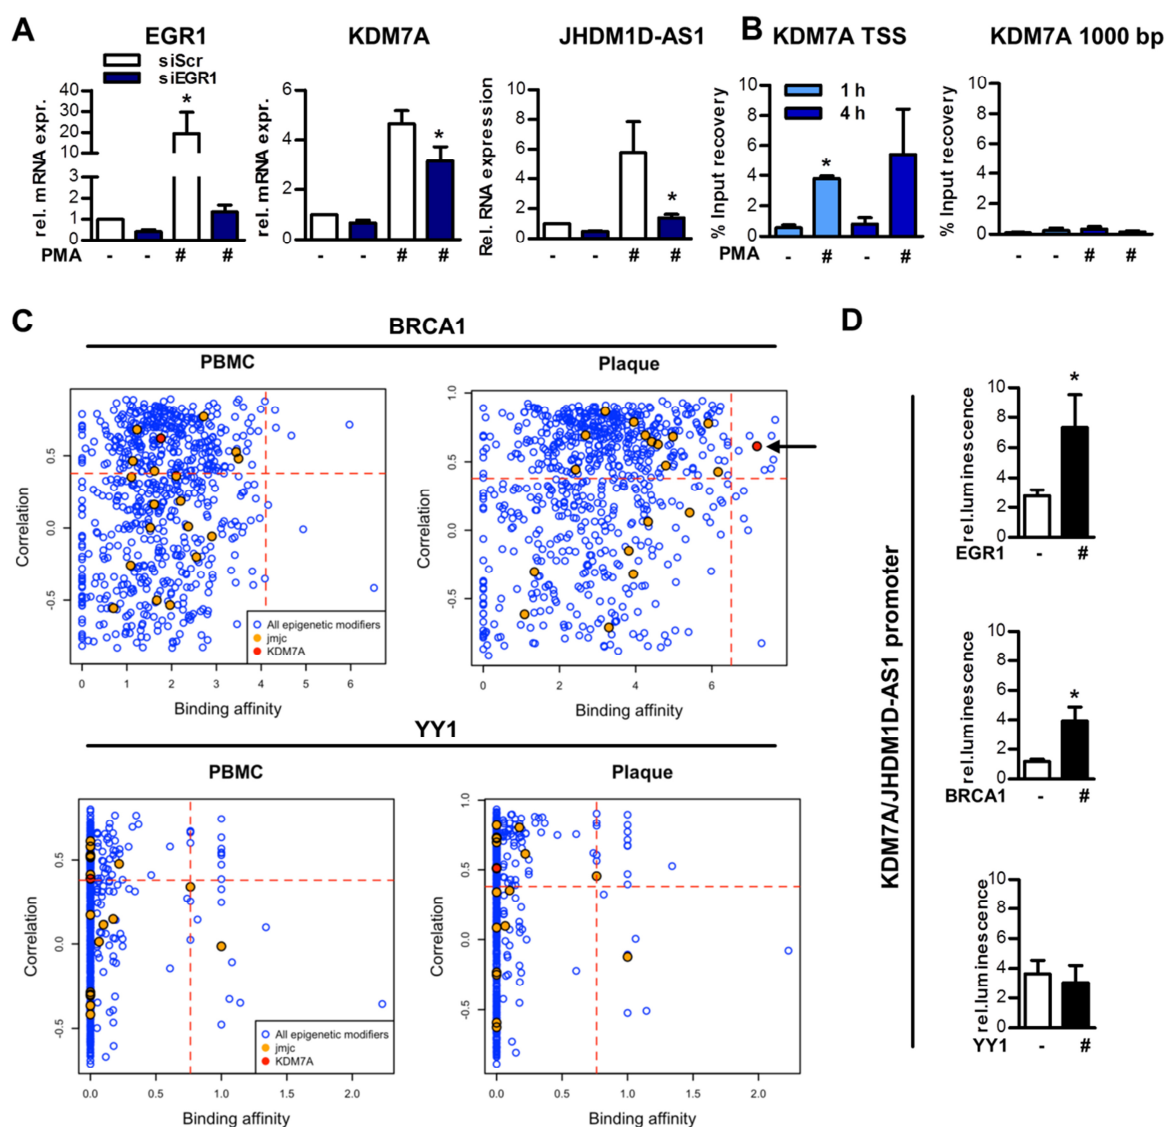 A
EGR1
KDM7A
JHDM1D-AS1
B
KDM7A TSS
KDM7A 1000 bp
siScr
siEGR1
rel. mRNA expr.
40
30
20
10
3
2
1
0
*
PMA - - # #
rel. mRNA expr.
6
4
2
0
*
- - # #
Rel. RNA expression
10
8
6
4
2
0
*
- - # #
% Input recovery
10
8
6
4
2
0
1 h
4 h
*
PMA - # - #
% Input recovery
10
8
6
4
2
0
- - # #
C
BRCA1
PBMC
Plaque
Correlation
0.5
0.0
-0.5
All epigenetic modifiers
jmjc
KDM7A
0 1 2 3 4 5 6
Binding affinity
Correlation
1.0
0.5
0.0
-0.5
0 2 4 6
Binding affinity
YY1
PBMC
Plaque
Correlation
0.5
0.0
-0.5
All epigenetic modifiers
jmjc
KDM7A
0.0 0.5 1.0 1.5 2.0
Binding affinity
Correlation
1.0
0.5
0.0
-0.5
0.0 0.5 1.0 1.5 2.0
Binding affinity
D
KDM7A/JHDM1D-AS1 promoter
rel.luminescence
10
8
6
4
2
0
*
EGR1 - #
rel.luminescence
10
8
6
4
2
0
*
BRCA1 - #
rel.luminescence
10
8
6
4
2
0
YY1 - #